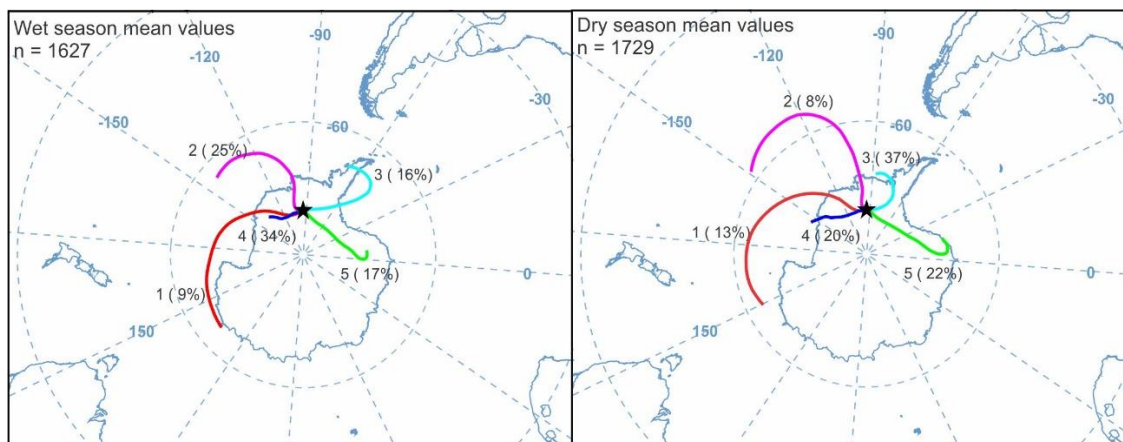 Wet season mean values
n = 1627
-90
-120
-30
-150
-60
2 ( 25%)
3 ( 16%)
4 ( 34%)
5 ( 17%)
0
1 ( 9%)
150
Dry season mean values
n = 1729
-90
-120
-30
2 ( 8%)
-150
-60
3 ( 37%)
1 ( 13%)
4 ( 20%)
5 ( 22%)
0
150